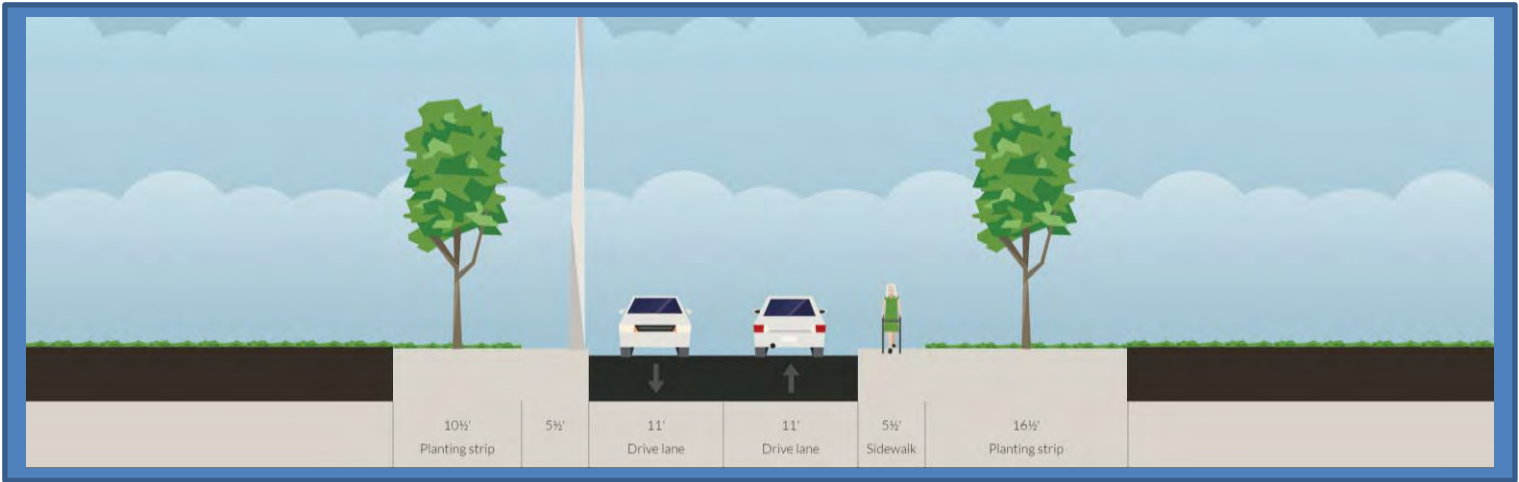 10½'
Planting strip
5½'
11'
Drive lane
11'
Drive lane
5½'
Sidewalk
16½'
Planting strip